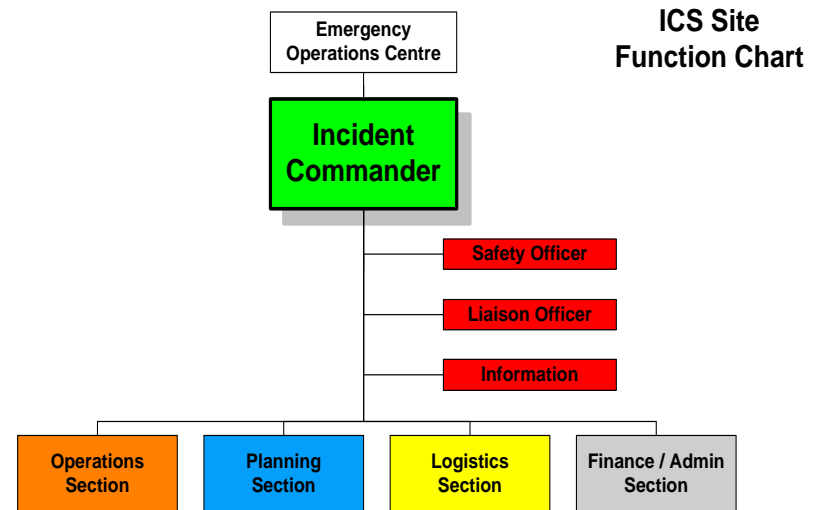 ICS Site
Function Chart
Emergency
Operations Centre
Incident
Commander
Safety Officer
Liaison Officer
Information
Operations
Section
Planning
Section
Logistics
Section
Finance / Admin
Section